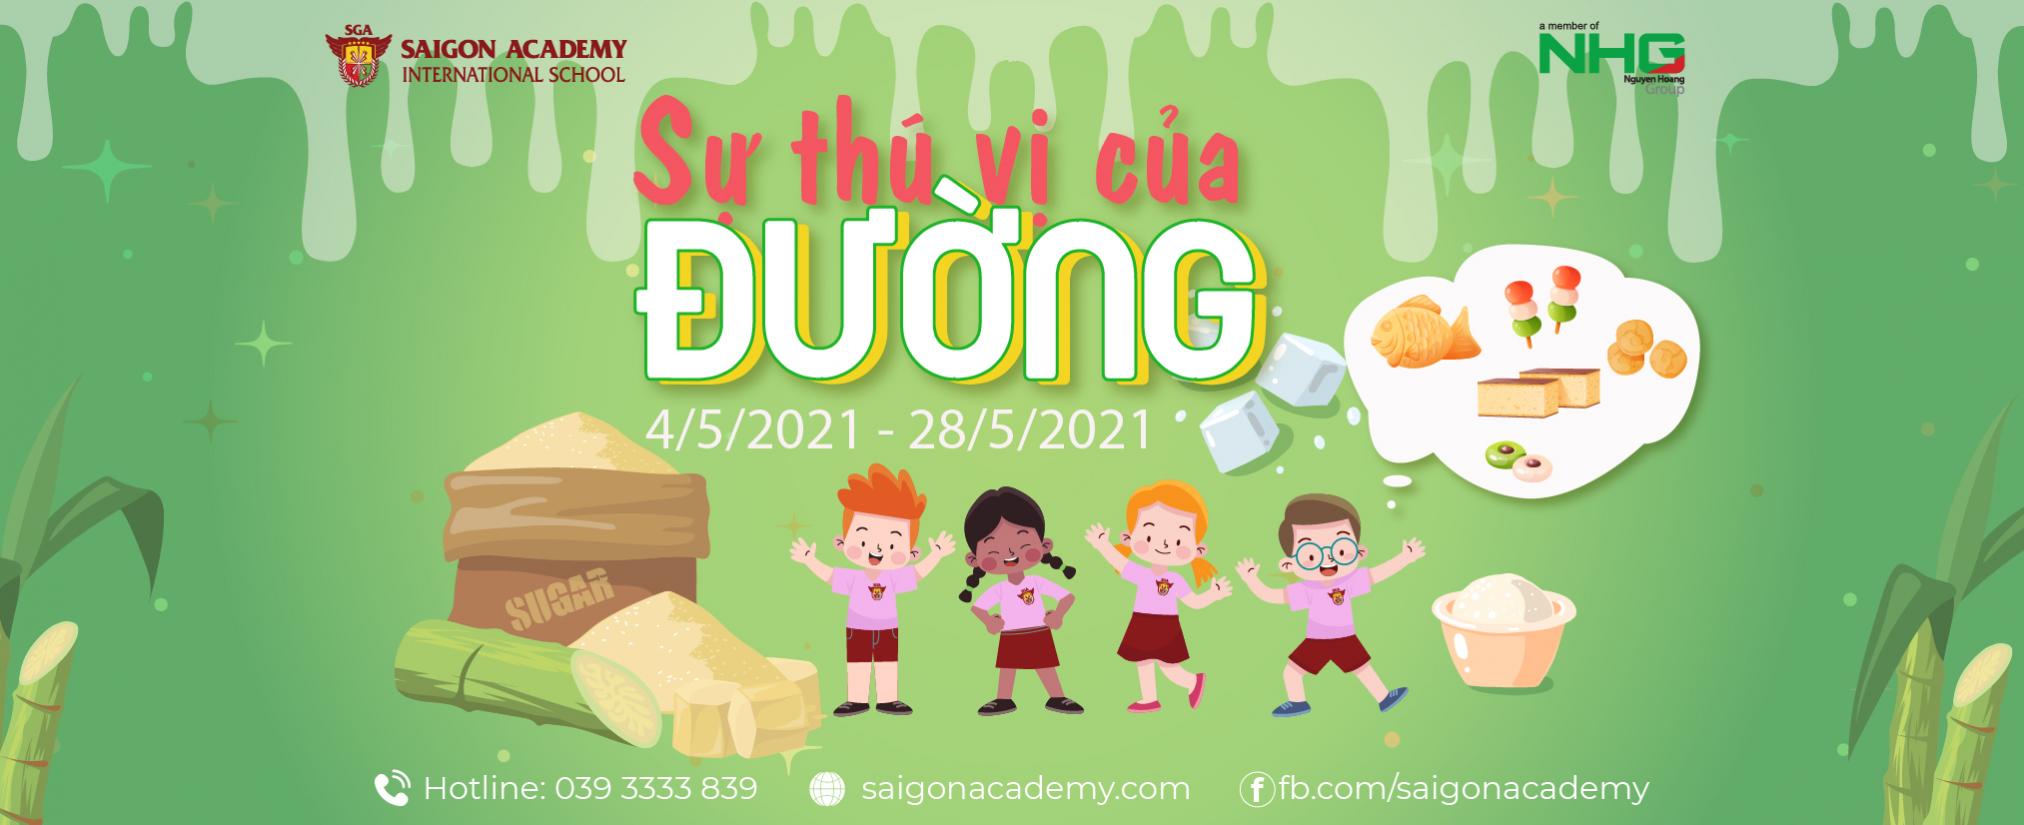 SGA
SAIGON ACADEMY
INTERNATIONAL SCHOOL
a member of
NHG
Nguyen Hoang
Group
Sự thú vị của
ĐƯỜNG
4/5/2021 - 28/5/2021
SUGAR
Hotline: 039 3333 839
saigonacademy.com
fb.com/saigonacademy